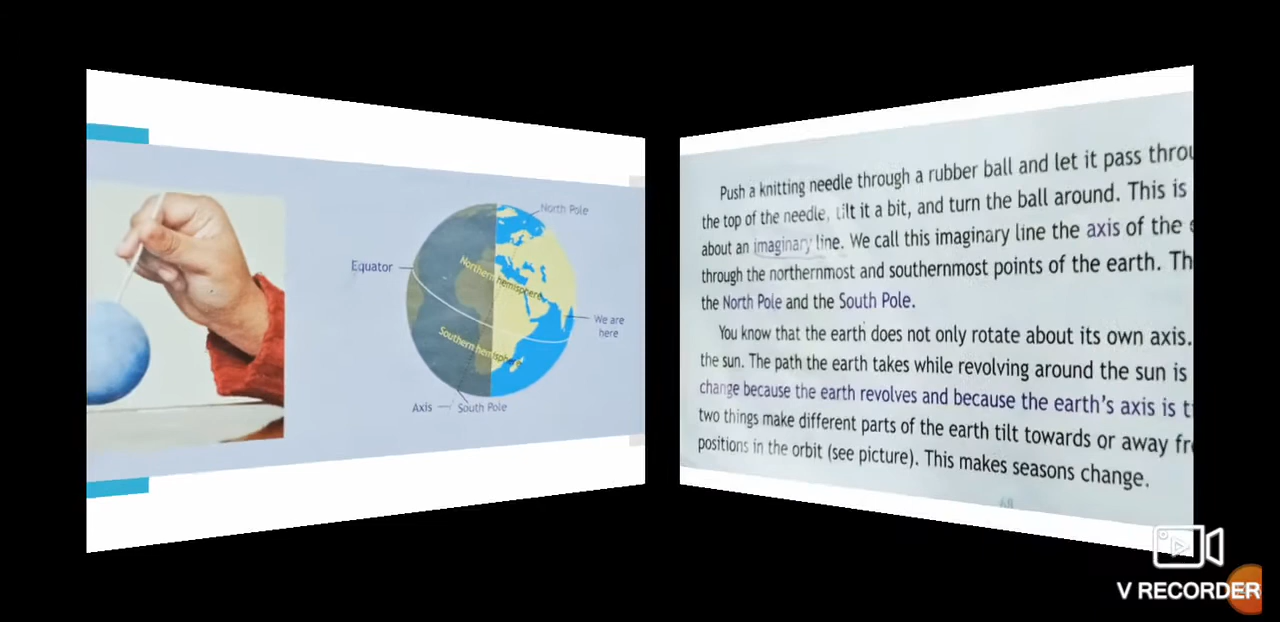 North Pole
Equator
Northern hemisphere
We are
here
Southern hemisphere
Axis
South Pole
Push a knitting needle through a rubber ball and let it pass
the top of the needle, tilt it a bit, and turn the ball around. This is
about an imaginary line. We call this imaginary line the axis of the
through the northernmost and southernmost points of the earth.
the North Pole and the South Pole.
You know that the earth does not only rotate about its own axis.
the sun. The path the earth takes while revolving around the sun is
change because the earth revolves and because the earth's axis is
two things make different parts of the earth tilt towards or away
positions in the orbit (see picture). This makes seasons change.
68
V RECORDER